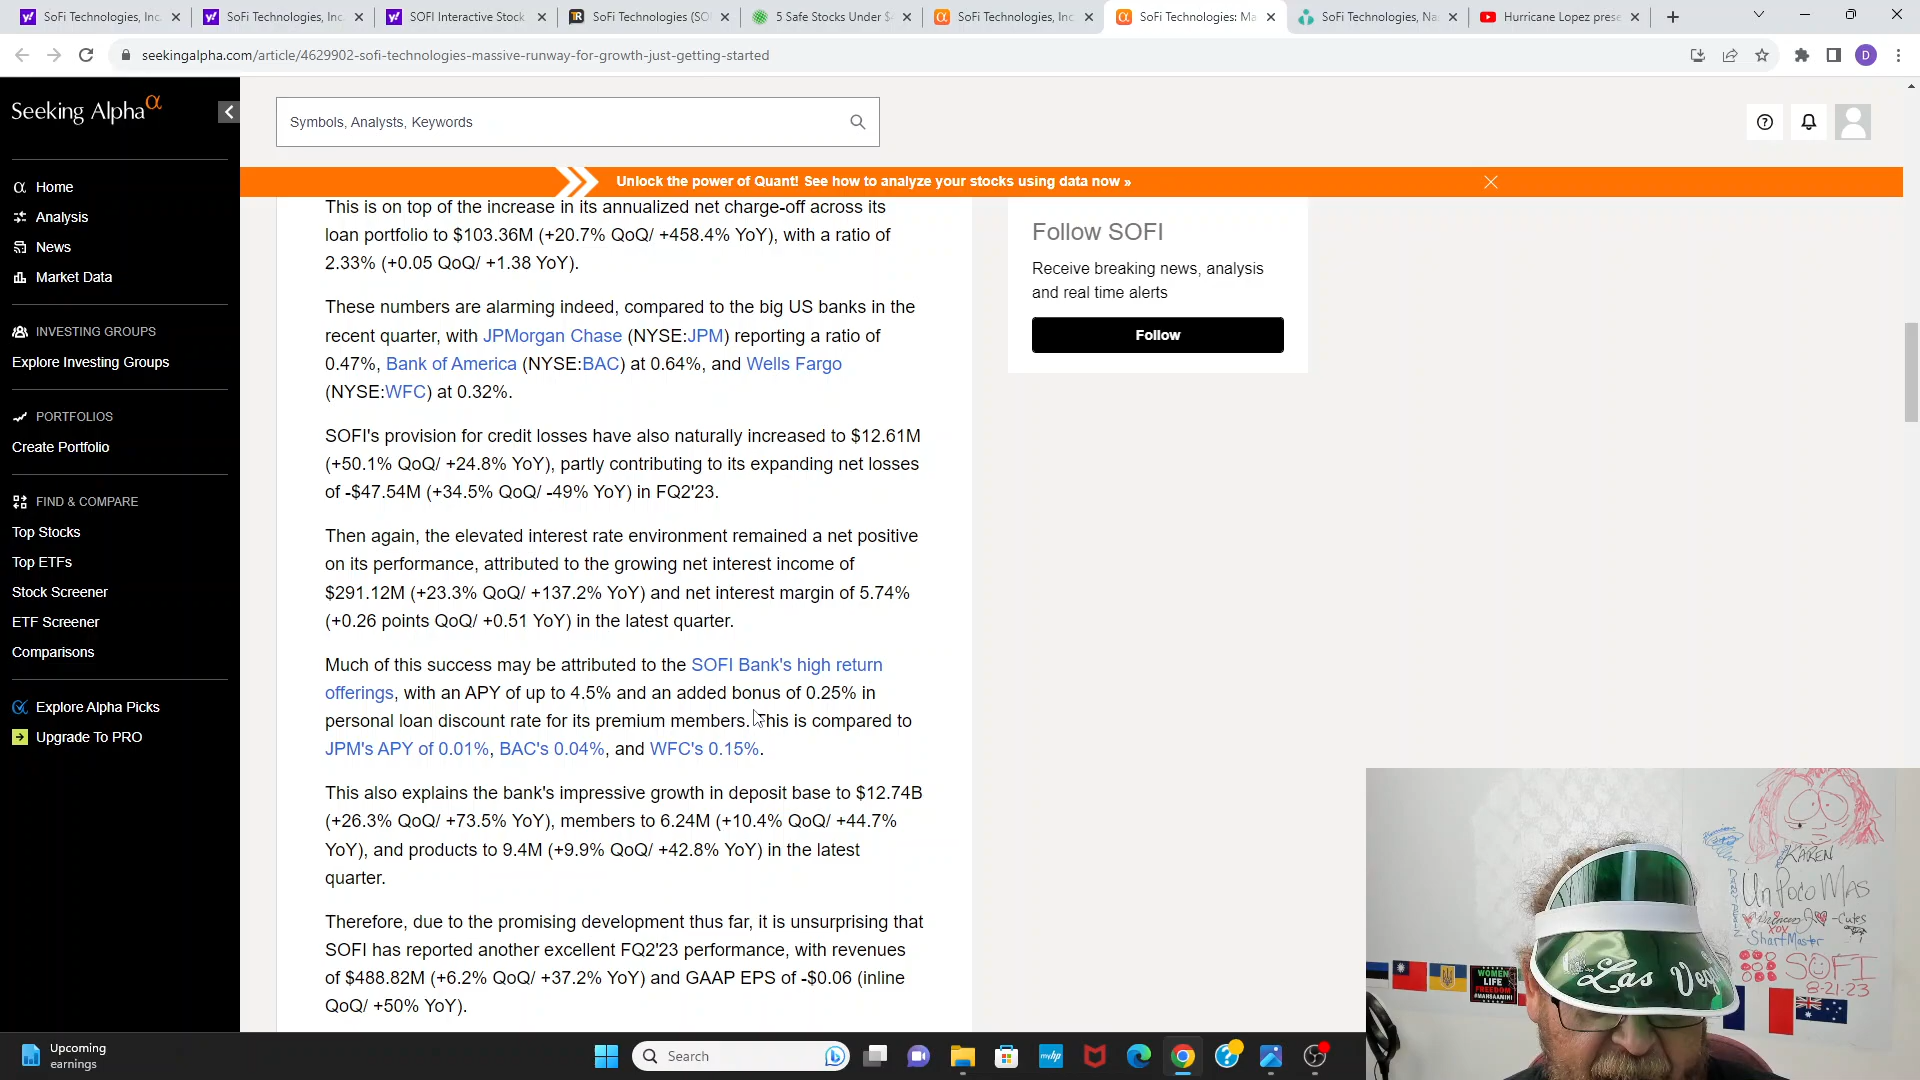 SoFi Technologies, Inc.
SoFi Technologies, Inc.
SOFI Interactive Stock
SoFi Technologies (SO
5 Safe Stocks Under $
SoFi Technologies, Inc
SoFi Technologies: Ma
SoFi Technologies, Na
Hurricane Lopez prese
seekingalpha.com/article/4629902-sofi-technologies-massive-runway-for-growth-just-getting-started
D
Seeking Alpha α
Symbols, Analysts, Keywords
Unlock the power of Quant! See how to analyze your stocks using data now »
Home
Analysis
News
Market Data
INVESTING GROUPS
Explore Investing Groups
PORTFOLIOS
Create Portfolio
FIND & COMPARE
Top Stocks
Top ETFs
Stock Screener
ETF Screener
Comparisons
Explore Alpha Picks
Upgrade To PRO
This is on top of the increase in its annualized net charge-off across its
loan portfolio to $103.36M (+20.7% QoQ/ +458.4% YoY), with a ratio of
2.33% (+0.05 QoQ/ +1.38 YoY).
These numbers are alarming indeed, compared to the big US banks in the
recent quarter, with JPMorgan Chase (NYSE:JPM) reporting a ratio of
0.47%, Bank of America (NYSE:BAC) at 0.64%, and Wells Fargo
(NYSE:WFC) at 0.32%.
SOFI's provision for credit losses have also naturally increased to $12.61M
(+50.1% QoQ/ +24.8% YoY), partly contributing to its expanding net losses
of -$47.54M (+34.5% QoQ/ -49% YoY) in FQ2'23.
Then again, the elevated interest rate environment remained a net positive
on its performance, attributed to the growing net interest income of
$291.12M (+23.3% QoQ/ +137.2% YoY) and net interest margin of 5.74%
(+0.26 points QoQ/ +0.51 YoY) in the latest quarter.
Much of this success may be attributed to the SOFI Bank's high return
offerings, with an APY of up to 4.5% and an added bonus of 0.25% in
personal loan discount rate for its premium members. This is compared to
JPM's APY of 0.01%, BAC's 0.04%, and WFC's 0.15%.
This also explains the bank's impressive growth in deposit base to $12.74B
(+26.3% QoQ/ +73.5% YoY), members to 6.24M (+10.4% QoQ/ +44.7%
YoY), and products to 9.4M (+9.9% QoQ/ +42.8% YoY) in the latest
quarter.
Therefore, due to the promising development thus far, it is unsurprising that
SOFI has reported another excellent FQ2'23 performance, with revenues
of $488.82M (+6.2% QoQ/ +37.2% YoY) and GAAP EPS of -$0.06 (inline
QoQ/ +50% YoY).
Follow SOFI
Receive breaking news, analysis
and real time alerts
Follow
KAREN
Un Poco MAS
-Cutes
XOX
ShartMaster
SOFI
8-21-23
WOMEN
LIFE
FREEDOM
#MAHSAAMINI
Las Vega
Upcoming
earnings
Search
myhp